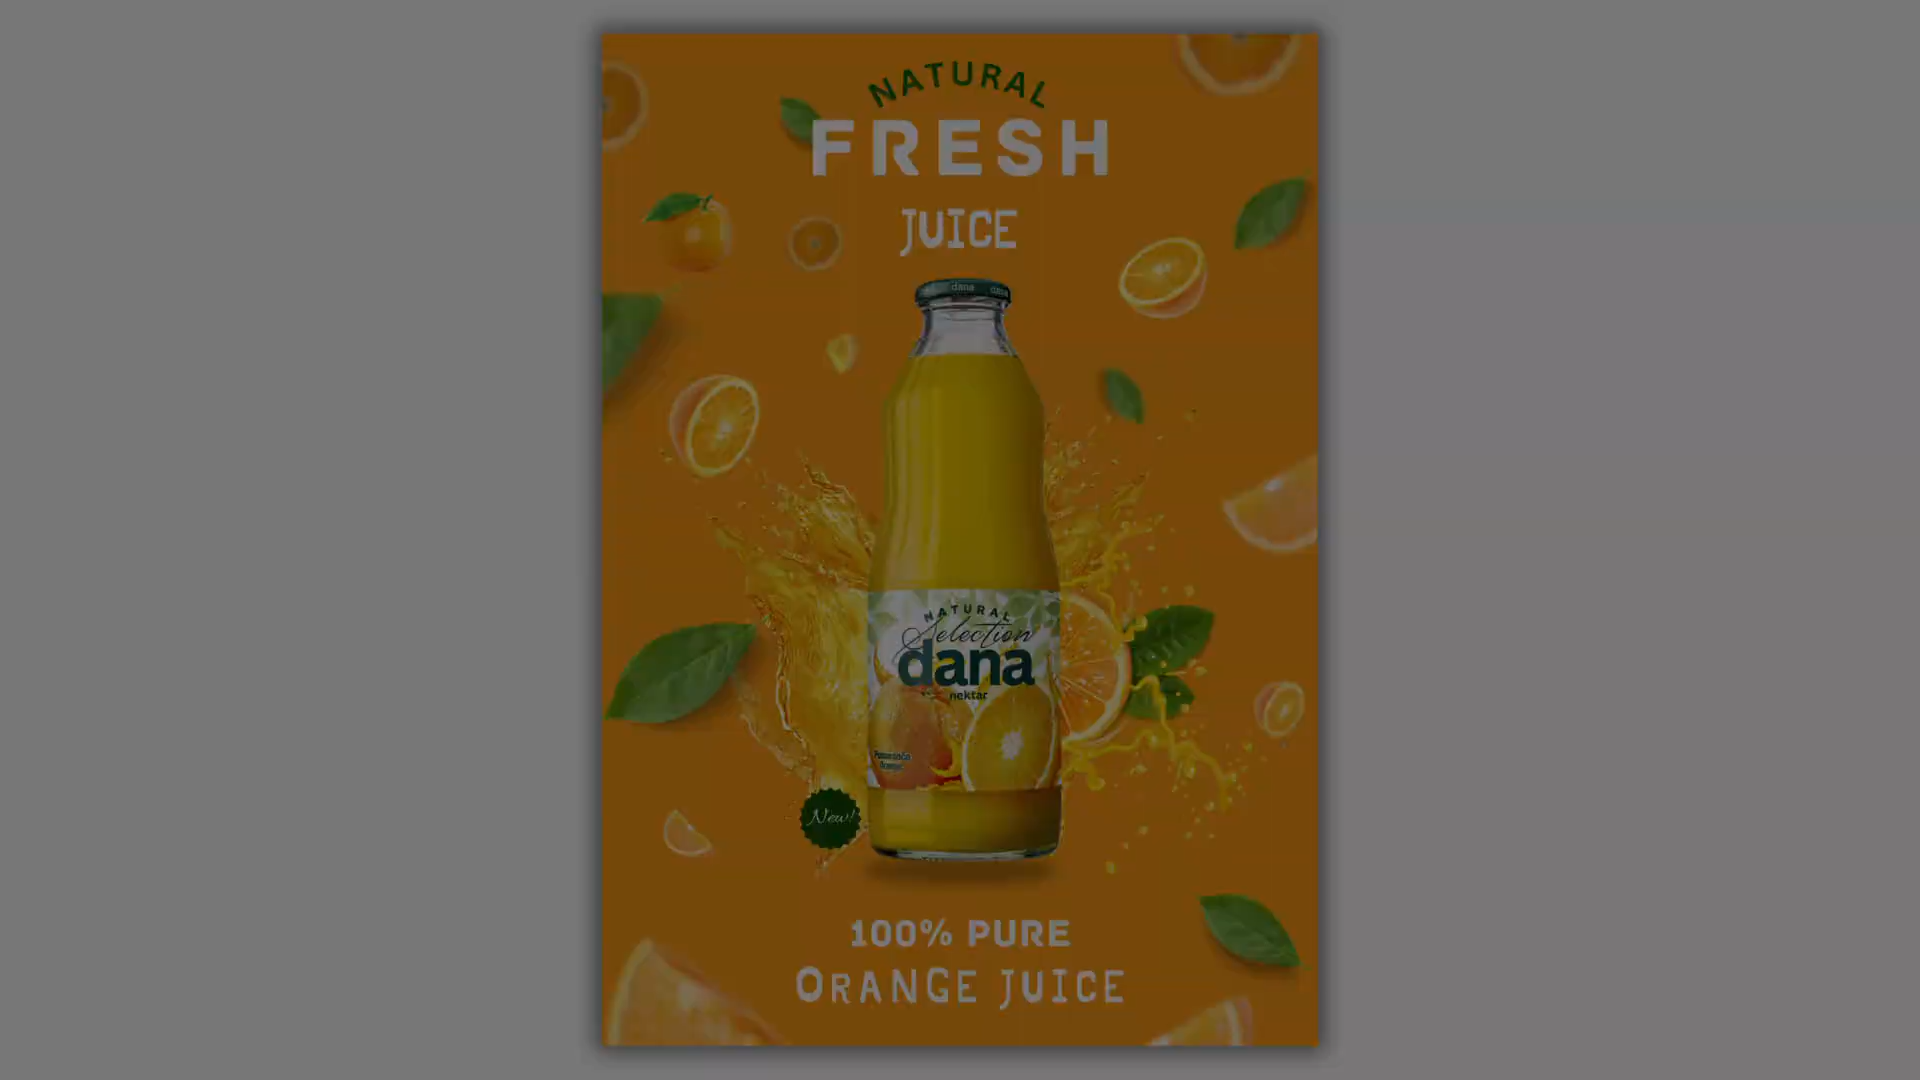 NATURAL
FRESH
JUICE
dana dana
NATURAL
Selection
dana
nektar
New!
100% PURE
ORANGE JUICE